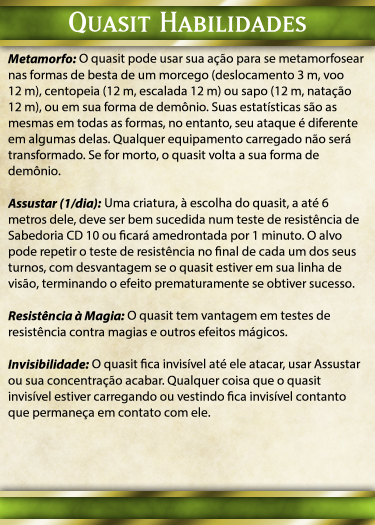 Quasit Habilidades
Metamorfo: O quasit pode usar sua ação para se metamorfosear
nas formas de besta de um morcego (deslocamento 3 m, voo
12 m), centopeia (12 m, escalada 12 m) ou sapo (12 m, natação
12 m), ou em sua forma de demônio. Suas estatísticas são as
mesmas em todas as formas, no entanto, seu ataque é diferente
em algumas delas. Qualquer equipamento carregado não será
transformado. Se for morto, o quasit volta a sua forma de
demônio.
Assustar (1/dia): Uma criatura, à escolha do quasit, a até 6
metros dele, deve ser bem sucedida num teste de resistência de
Sabedoria CD 10 ou ficará amedrontada por 1 minuto. O alvo
pode repetir o teste de resistência no final de cada um dos seus
turnos, com desvantagem se o quasit estiver em sua linha de
visão, terminando o efeito prematuramente se obtiver sucesso.
Resistência à Magia: O quasit tem vantagem em testes de
resistência contra magias e outros efeitos mágicos.
Invisibilidade: O quasit fica invisível até ele atacar, usar Assustar
ou sua concentração acabar. Qualquer coisa que o quasit
invisível estiver carregando ou vestindo fica invisível contanto
que permaneça em contato com ele.